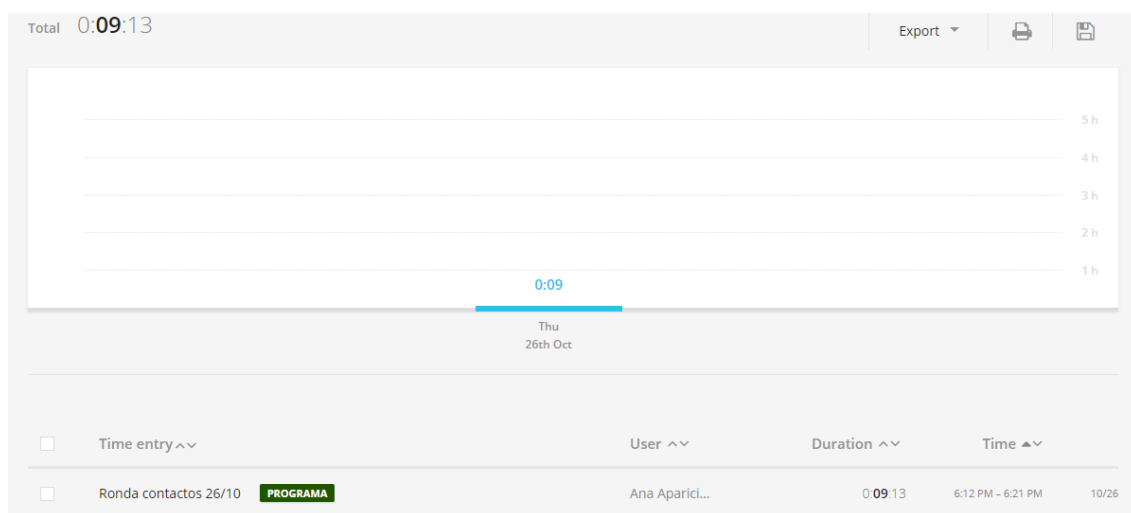 Total 0:09:13
Export
5 h
4 h
3 h
2 h
1 h
0:09
Thu
26th Oct
Time entry User Duration Time
Ronda contactos 26/10 PROGRAMA Ana Aparici... 0:09:13 6:12 PM – 6:21 PM 10/26